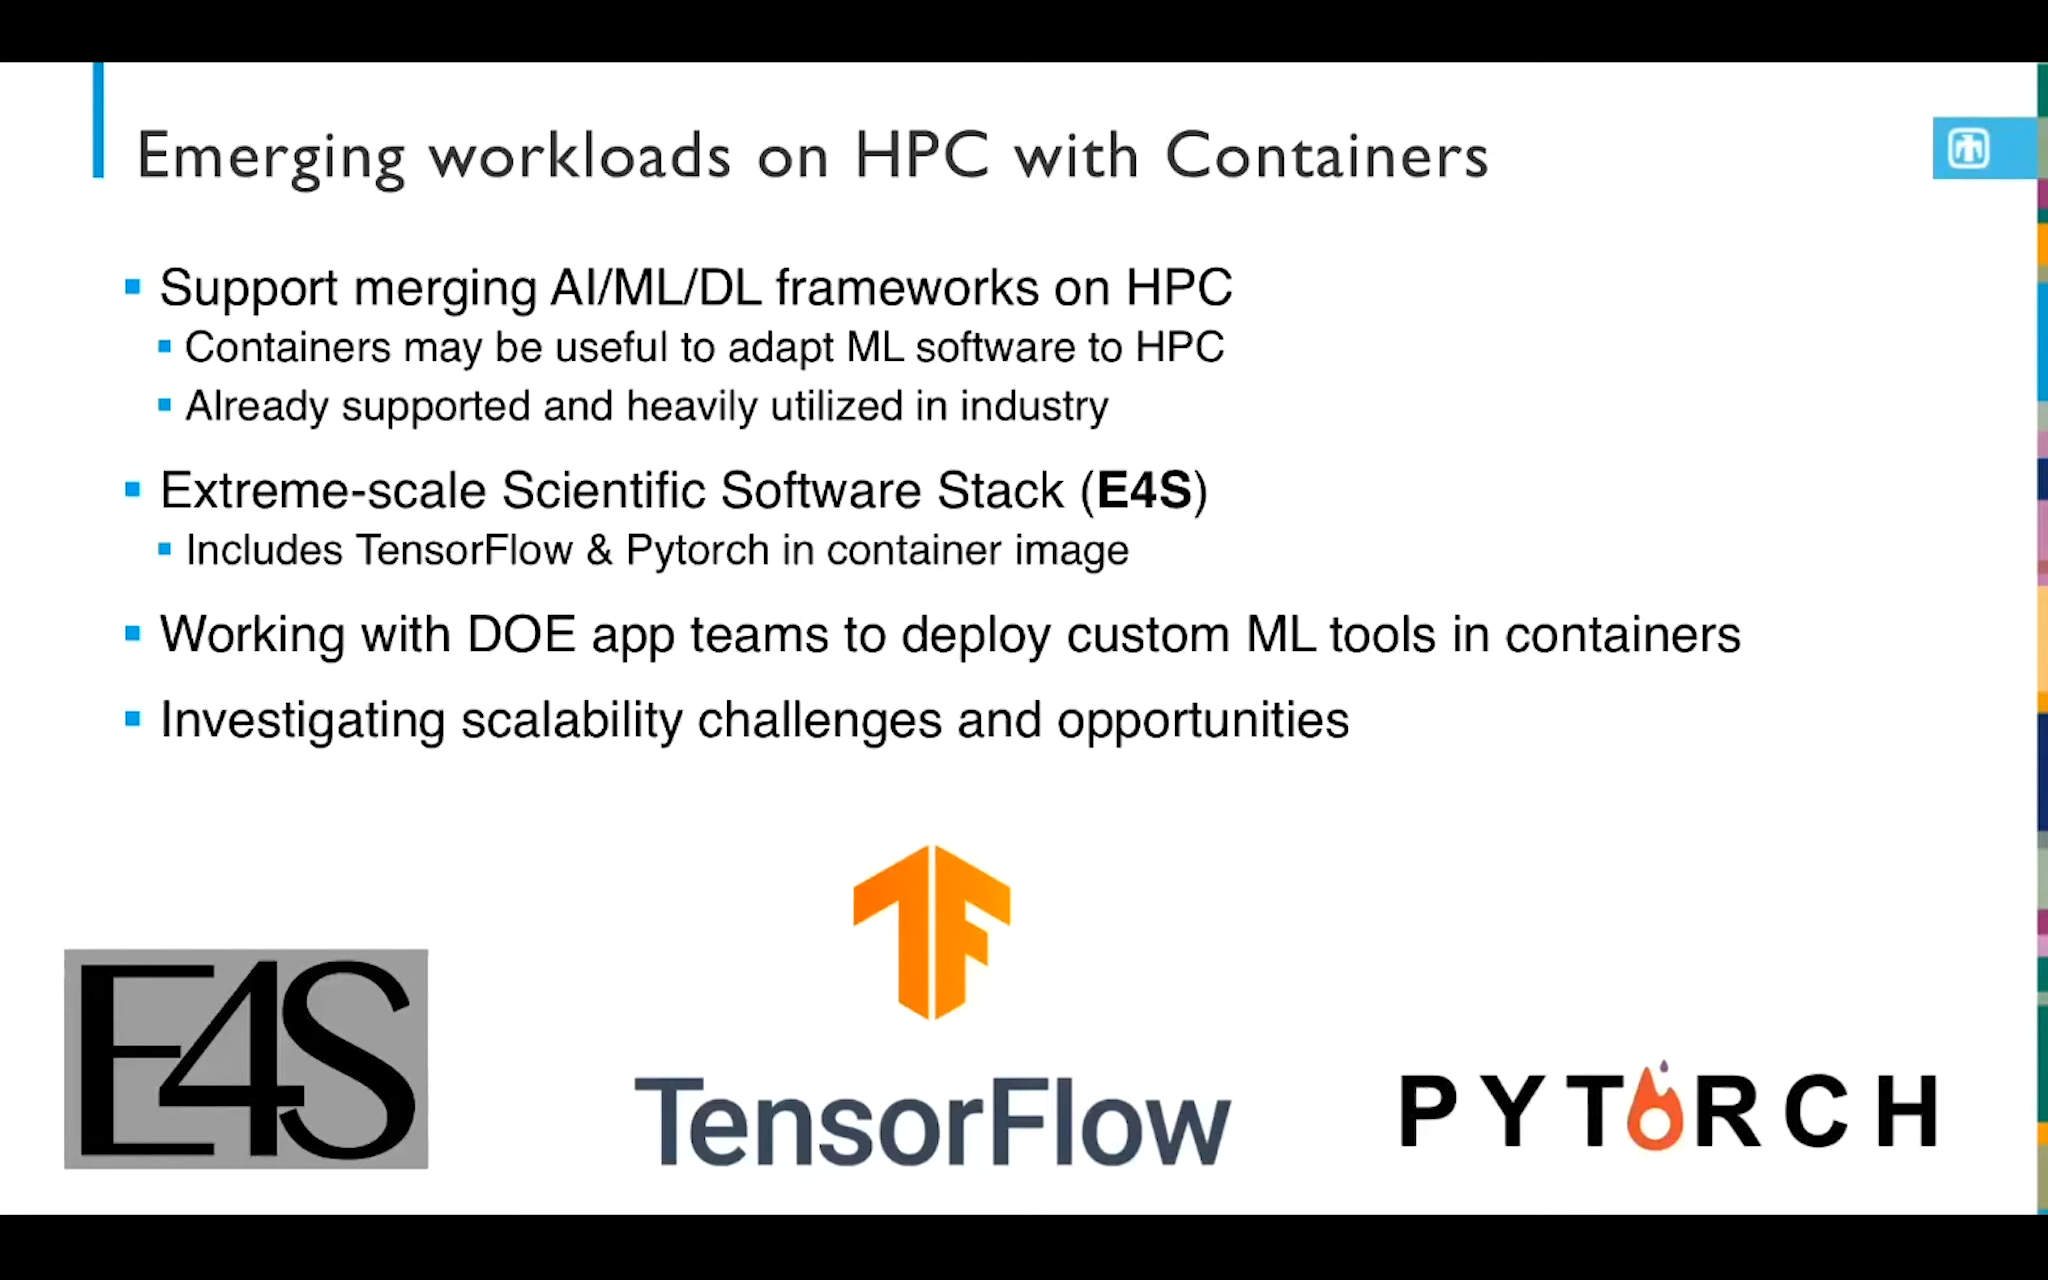 Emerging workloads on HPC with Containers
Support merging AI/ML/DL frameworks on HPC
Containers may be useful to adapt ML software to HPC
Already supported and heavily utilized in industry
Extreme-scale Scientific Software Stack (E4S)
Includes TensorFlow & Pytorch in container image
Working with DOE app teams to deploy custom ML tools in containers
Investigating scalability challenges and opportunities
E4S
TensorFlow
PYTORCH